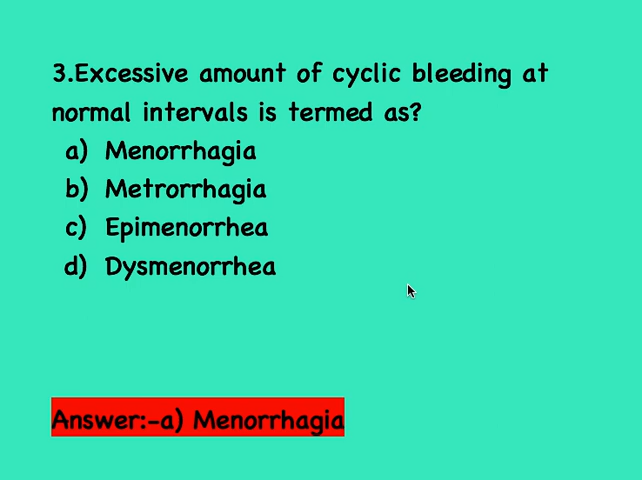 3.Excessive amount of cyclic bleeding at
normal intervals is termed as?
a) Menorrhagia
b) Metrorrhagia
c) Epimenorrhea
d) Dysmenorrhea
Answer:-a) Menorrhagia